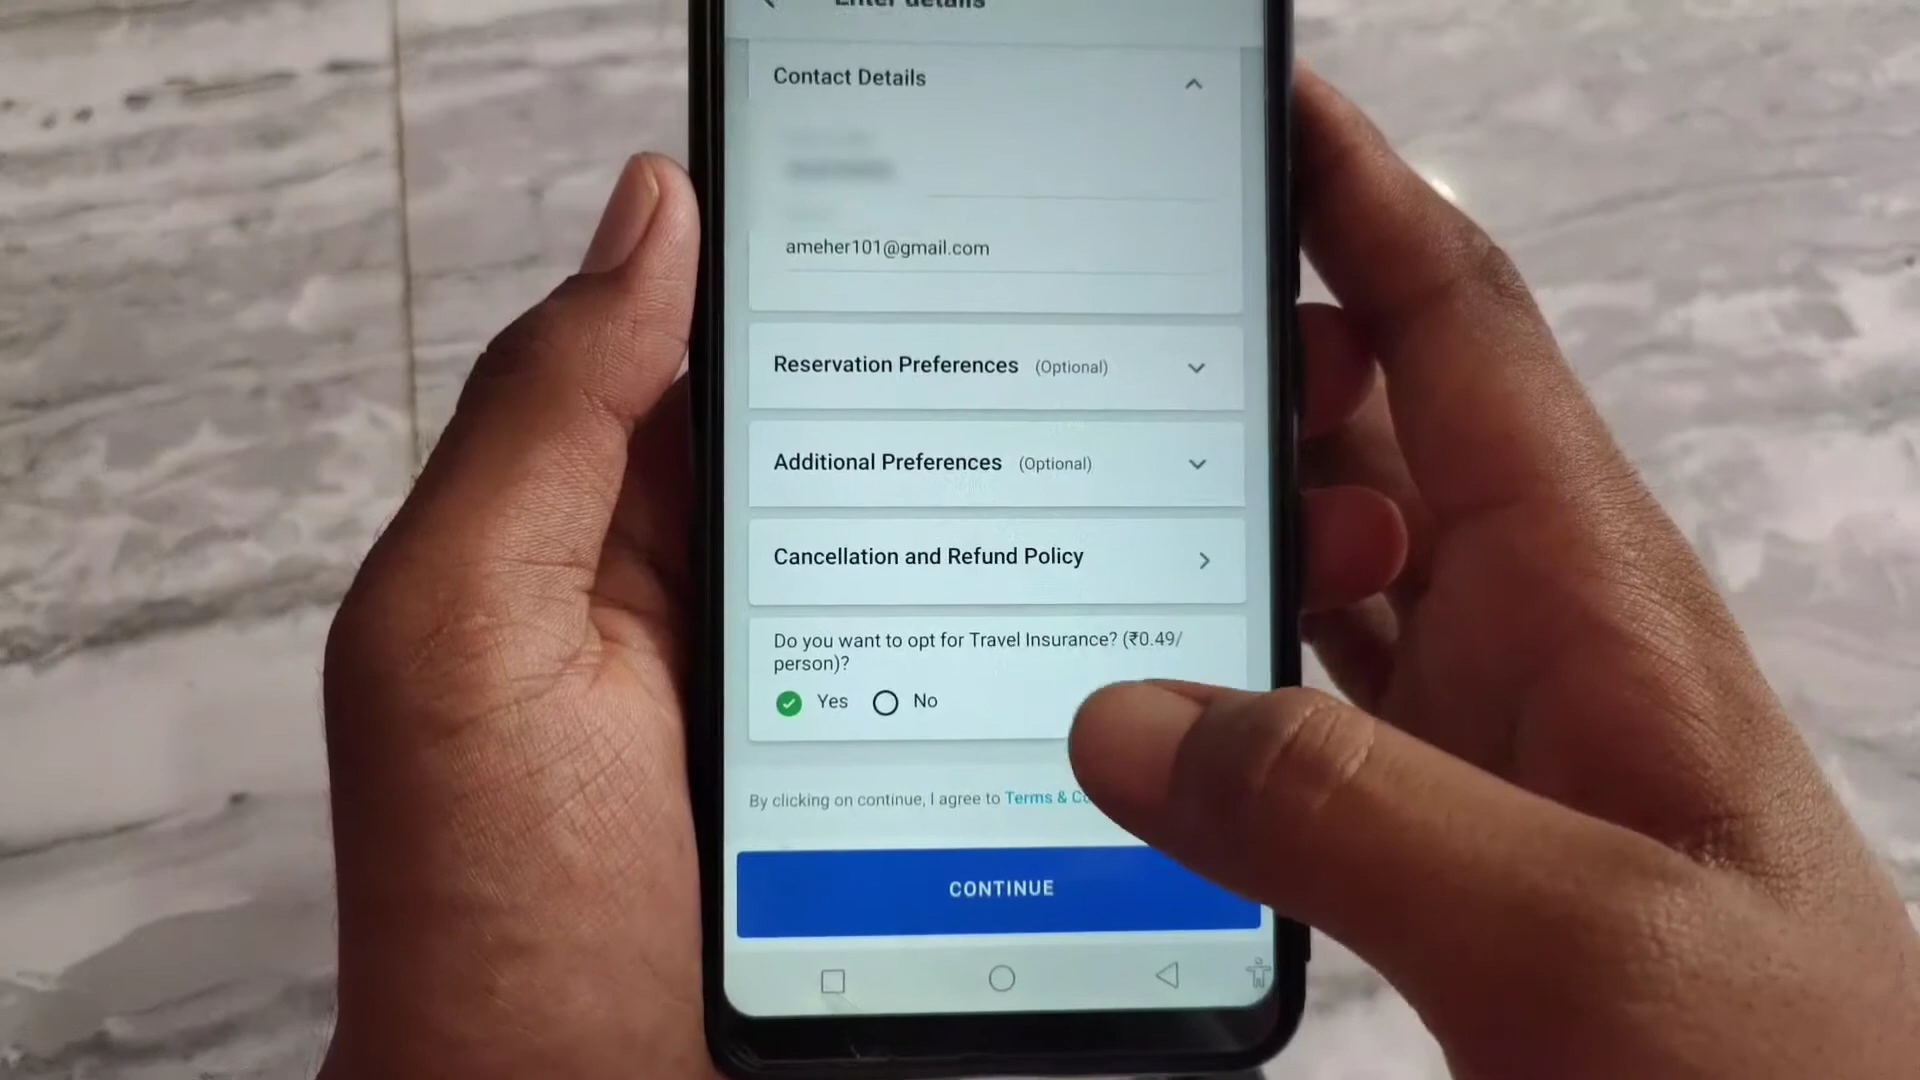 Enter details
Contact Details
ameher101@gmail.com
Reservation Preferences (Optional)
Additional Preferences (Optional)
Cancellation and Refund Policy
Do you want to opt for Travel Insurance? (₹0.49/
person)?
Yes No
By clicking on continue, I agree to Terms &
CONTINUE